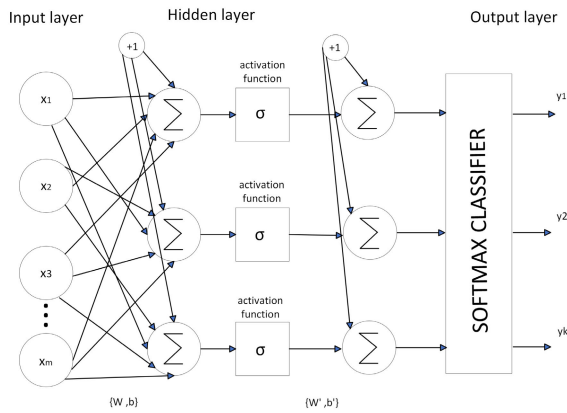 Input layer
Hidden layer
Output layer
+1
+1
activation
function
x1
Σ
σ
Σ
y1
activation
function
x2
Σ
σ
Σ
y2
SOFTMAX CLASSIFIER
x3
activation
function
xm
Σ
σ
Σ
yk
{W ,b}
{W' ,b'}